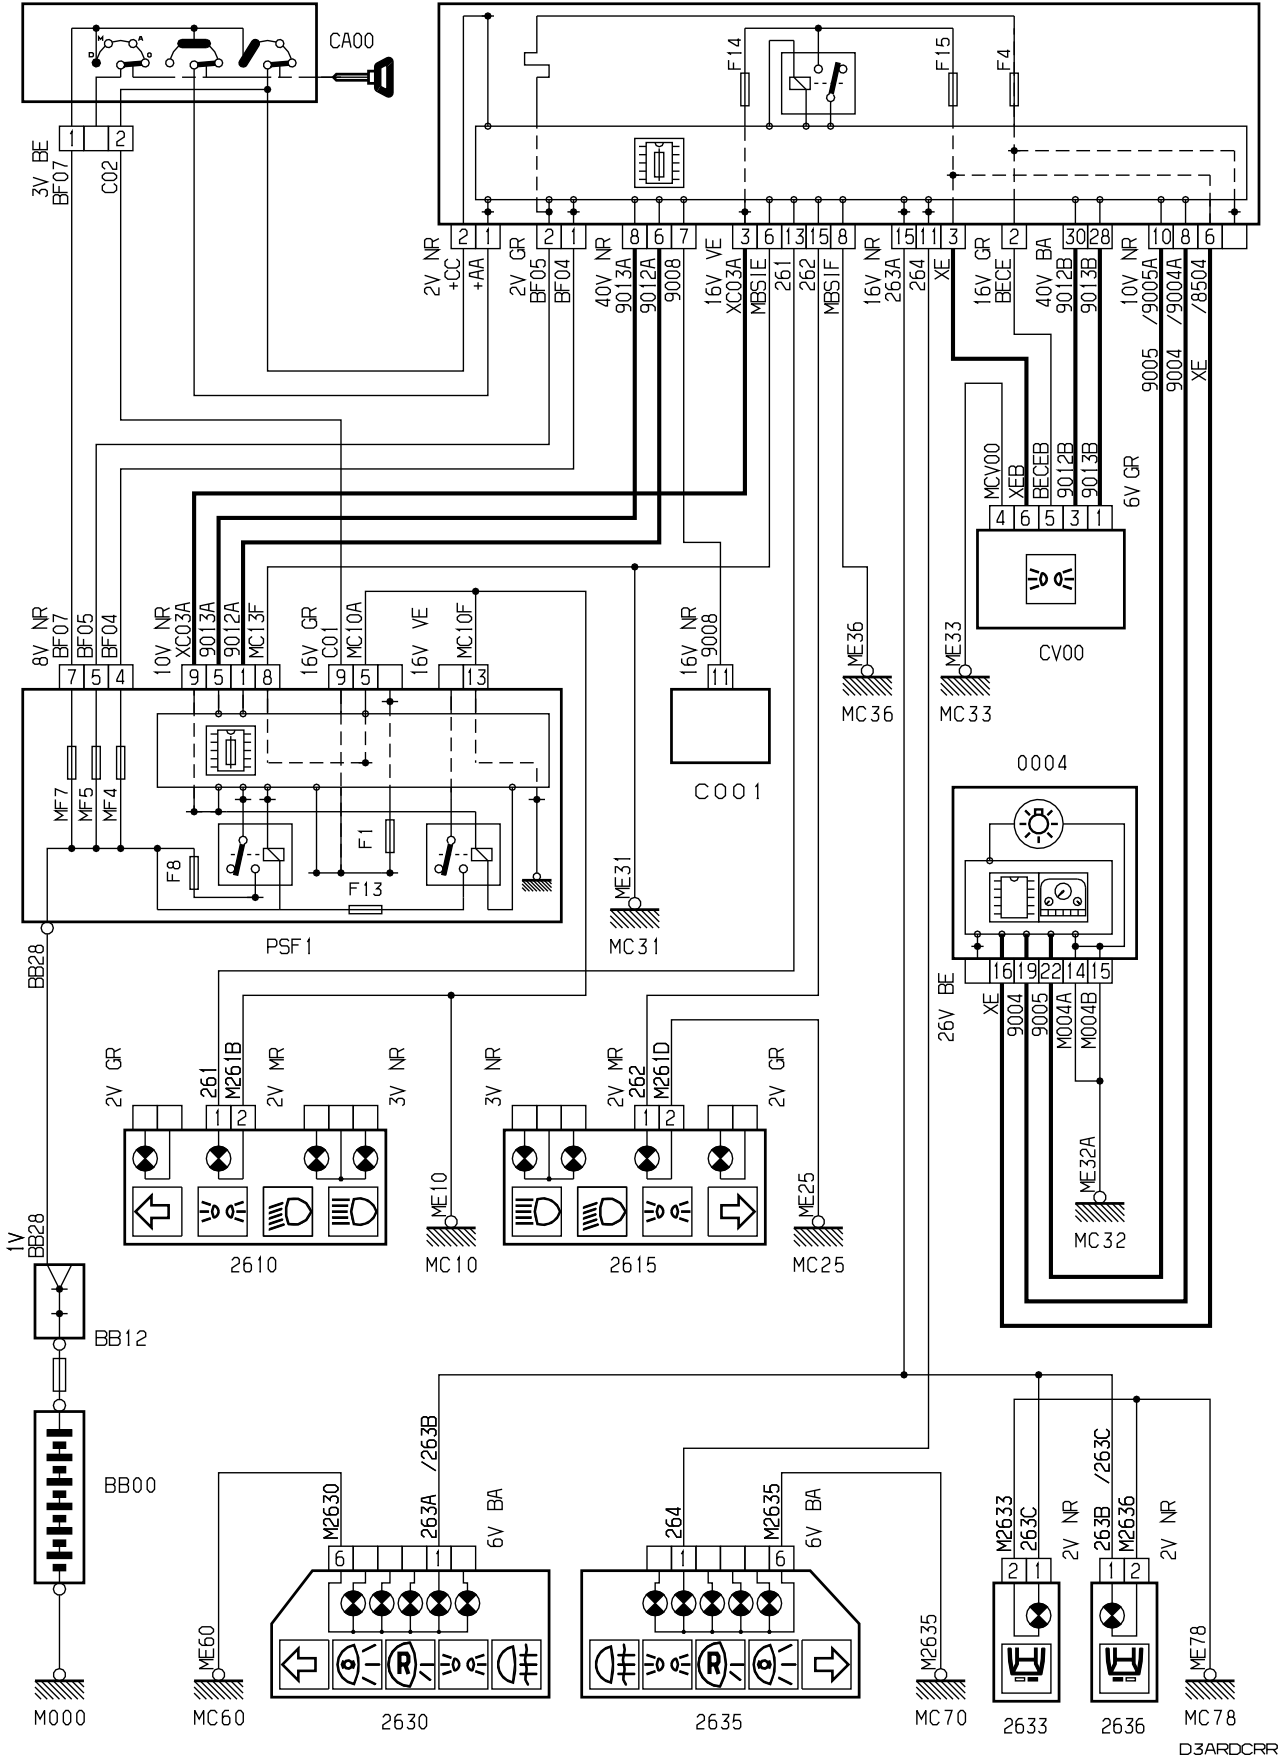 CA00
M A
D O
1 2
3V BE
BF07
C02
F14
F15
F4
2 1
2 1
8 6 7
3 6 13 15 8
15 11 3
2
30 28
10 8 6
2V NR
+CC
+AA
2V GR
BF05
BF04
40V NR
9013A
9012A
9008
16V VE
XC03A
MBSIE
261
262
MBSIF
16V NR
263A
264
XE
16V GR
BECE
40V BA
9012B
9013B
10V NR
9005 /9005A
9004 /9004A
XE /8504
MCV00
XEB
BECEB
9012B
9013B
6V GR
4 6 5 3 1
CV00
8V NR
BF07
BF05
BF04
10V NR
XC03A
9013A
9012A
MC13F
16V GR
C01
MC10A
16V VE
MC10F
16V NR
9008
ME36
ME33
7 5 4
9 5 1 8
9 5
13
11
MC36
MC33
C001
0004
MF7
MF5
MF4
F8
F1
F13
PSF1
ME31
MC31
BB28
16 19 22 14 15
26V BE
XE
9004
9005
M004A
M004B
ME32A
MC32
2V GR
261
M261B
2V MR
3V NR
3V NR
2V MR
262
M261D
2V GR
1 2
1 2
ME10
ME25
2610
MC10
2615
MC25
1V
BB28
BB12
BB00
M000
M2630
263A /263B
6V BA
264
M2635
6V BA
M2633
263C
2V NR
263B /263C
M2636
2V NR
6 1
1 6
2 1
1 2
R
R
ME60
M2635
ME78
MC60
2630
2635
MC70
2633
2636
MC78
D3ARDCRR